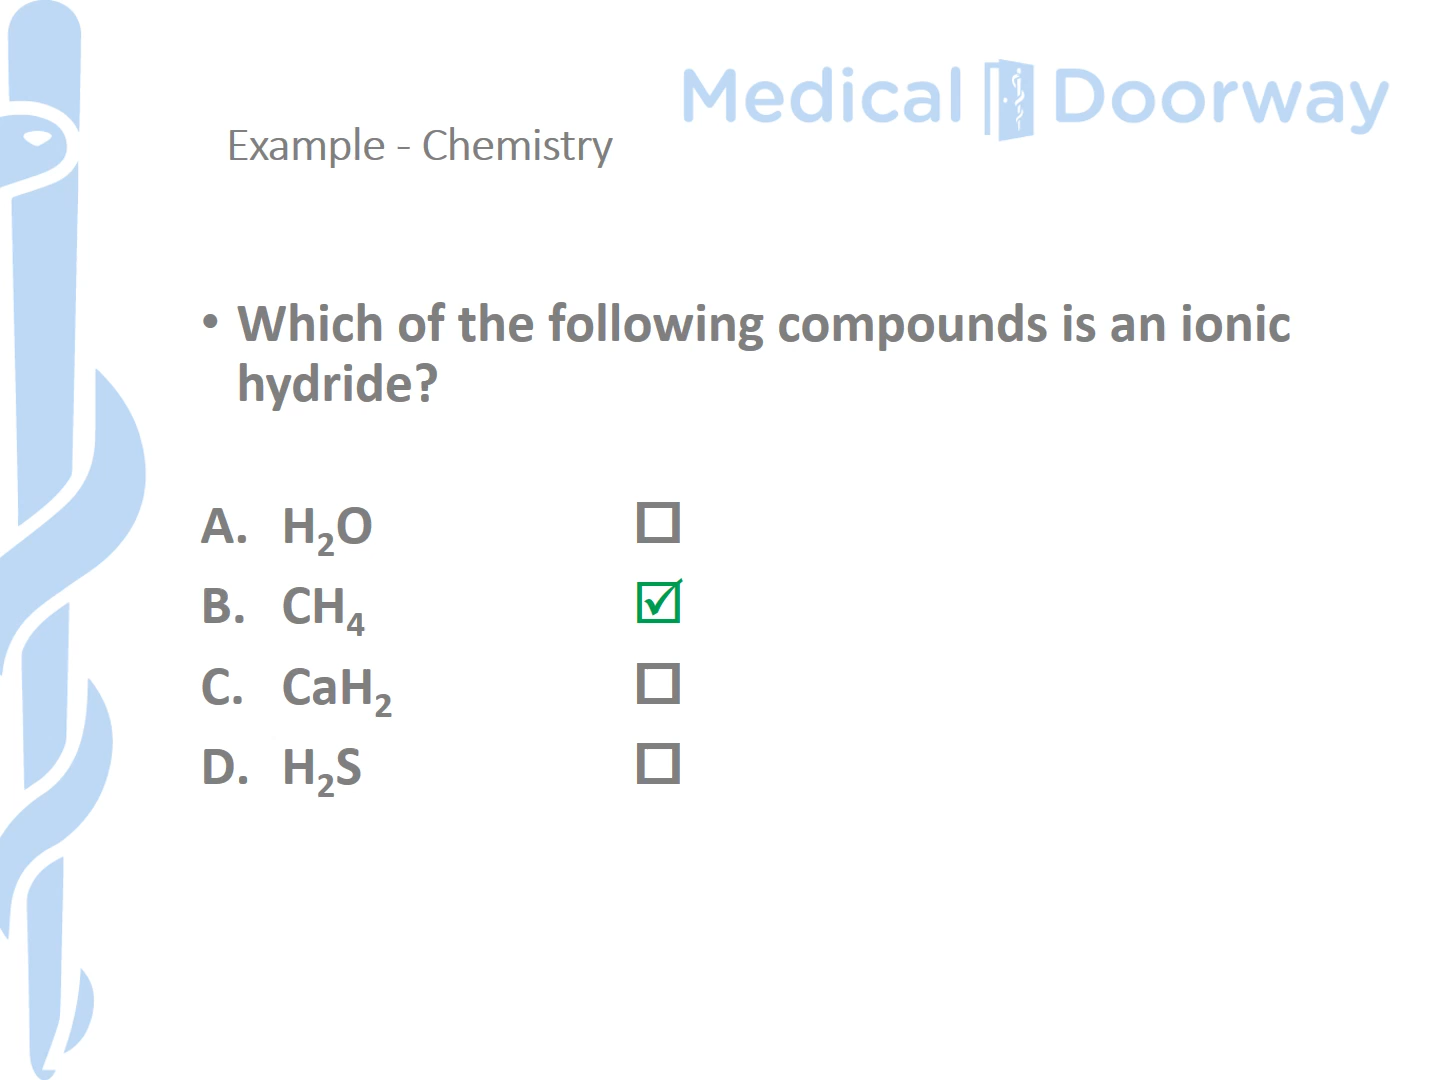 Medical Doorway
Example - Chemistry
• Which of the following compounds is an ionic
hydride?
A. H₂O ☐
B. CH₄ ☑
C. CaH₂ ☐
D. H₂S ☐